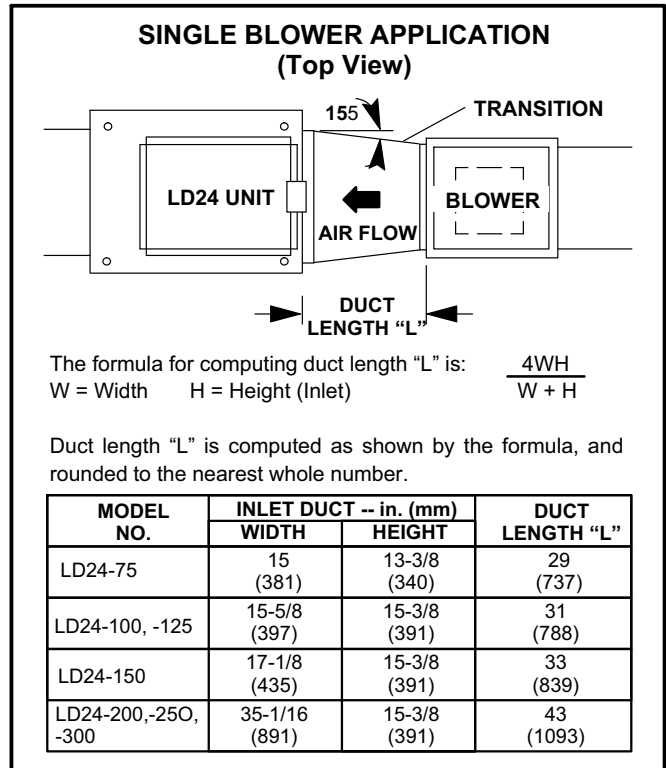 SINGLE BLOWER APPLICATION
(Top View)
155
TRANSITION
LD24 UNIT
BLOWER
AIR FLOW
DUCT
LENGTH “L”
The formula for computing duct length “L” is: 4WH
W = Width H = Height (Inlet) W + H
Duct length “L” is computed as shown by the formula, and
rounded to the nearest whole number.
MODEL NO. INLET DUCT -- in. (mm) DUCT LENGTH “L”
WIDTH HEIGHT
LD24-75 15 13-3/8 29
(381) (340) (737)
LD24-100, -125 15-5/8 15-3/8 31
(397) (391) (788)
LD24-150 17-1/8 15-3/8 33
(435) (391) (839)
LD24-200,-25O, 35-1/16 15-3/8 43
-300 (891) (391) (1093)